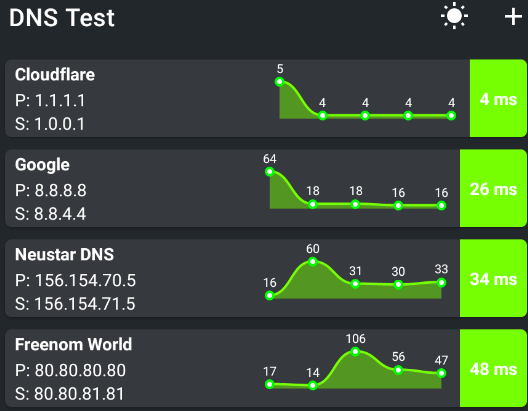 DNS Test
Cloudflare
P: 1.1.1.1
S: 1.0.0.1
5 4 4 4 4
4 ms
Google
P: 8.8.8.8
S: 8.8.4.4
64 18 18 16 16
26 ms
Neustar DNS
P: 156.154.70.5
S: 156.154.71.5
16 60 31 30 33
34 ms
Freenom World
P: 80.80.80.80
S: 80.80.81.81
17 14 106 56 47
48 ms